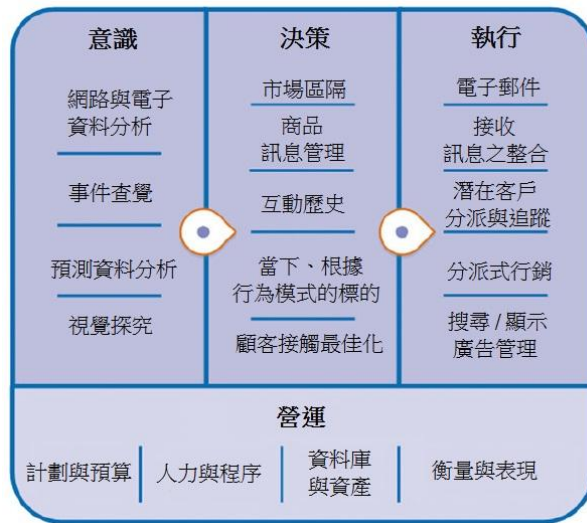 意識
網路與電子
資料分析
事件查覺
預測資料分析
視覺探究
決策
市場區隔
商品
訊息管理
互動歷史
當下、根據
行為模式的標的
顧客接觸最佳化
執行
電子郵件
接收
訊息之整合
潛在客戶
分派與追蹤
分派式行銷
搜尋 / 顯示
廣告管理
營運
計劃與預算
人力與程序
資料庫
與資產
衡量與表現